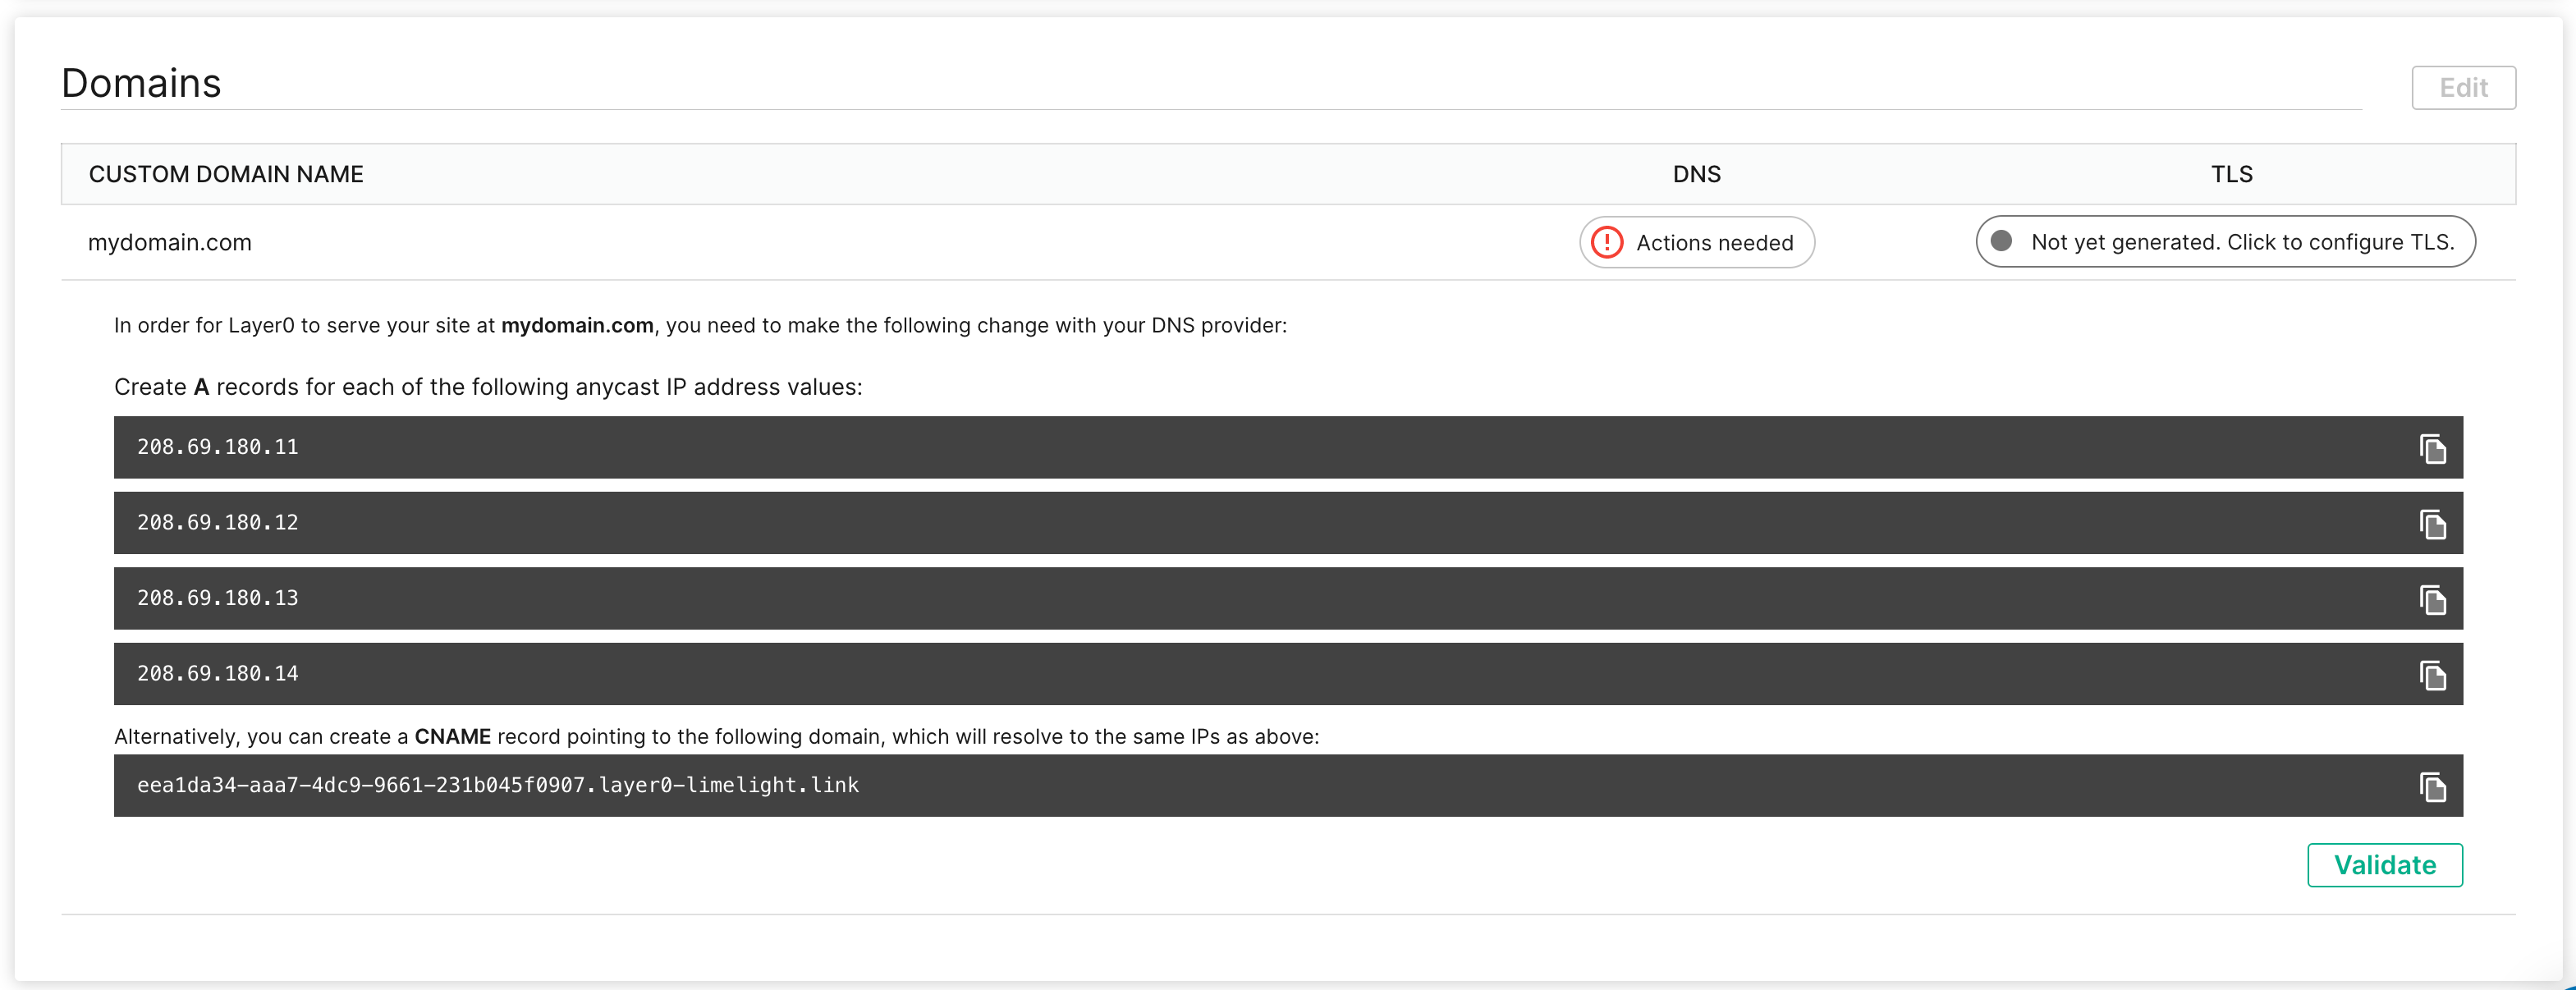 Domains
Edit
CUSTOM DOMAIN NAME DNS TLS
mydomain.com Actions needed Not yet generated. Click to configure TLS.
In order for Layer0 to serve your site at mydomain.com, you need to make the following change with your DNS provider:
Create A records for each of the following anycast IP address values:
208.69.180.11
208.69.180.12
208.69.180.13
208.69.180.14
Alternatively, you can create a CNAME record pointing to the following domain, which will resolve to the same IPs as above:
eea1da34-aaa7-4dc9-9661-231b045f0907.layer0-limelight.link
Validate